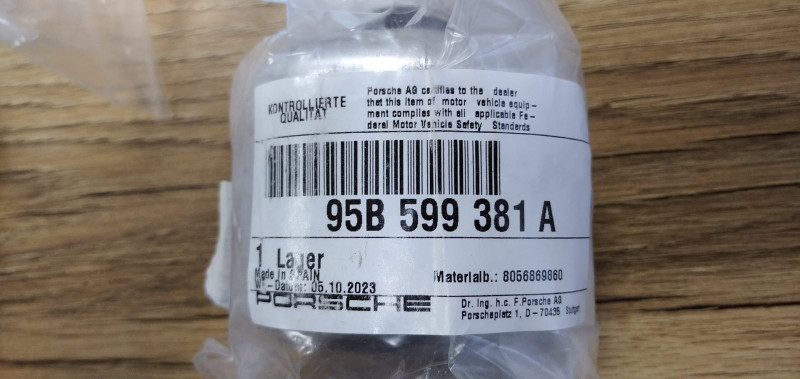 KONTROLLIERTE
QUALITÄT
Porsche AG certifies to the dealer
that this item of motor vehicle equip-
ment complies with all applicable Fe-
deral Motor Vehicle Safety Standards
95B 599 381 A
1 Lager
Made in SPAIN
VP-Datum: 05.10.2023
Materialb.: 8056869860
PORSCHE
Dr. Ing. h.c. F.Porsche AG
Porscheplatz 1, D-70435 Stuttgart